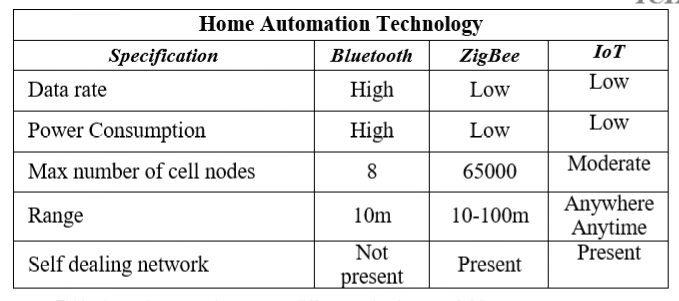 Home Automation Technology
Specification Bluetooth ZigBee IoT
Data rate High Low Low
Power Consumption High Low Low
Max number of cell nodes 8 65000 Moderate
Range 10m 10-100m Anywhere
Anytime
Self dealing network Not
present Present Present